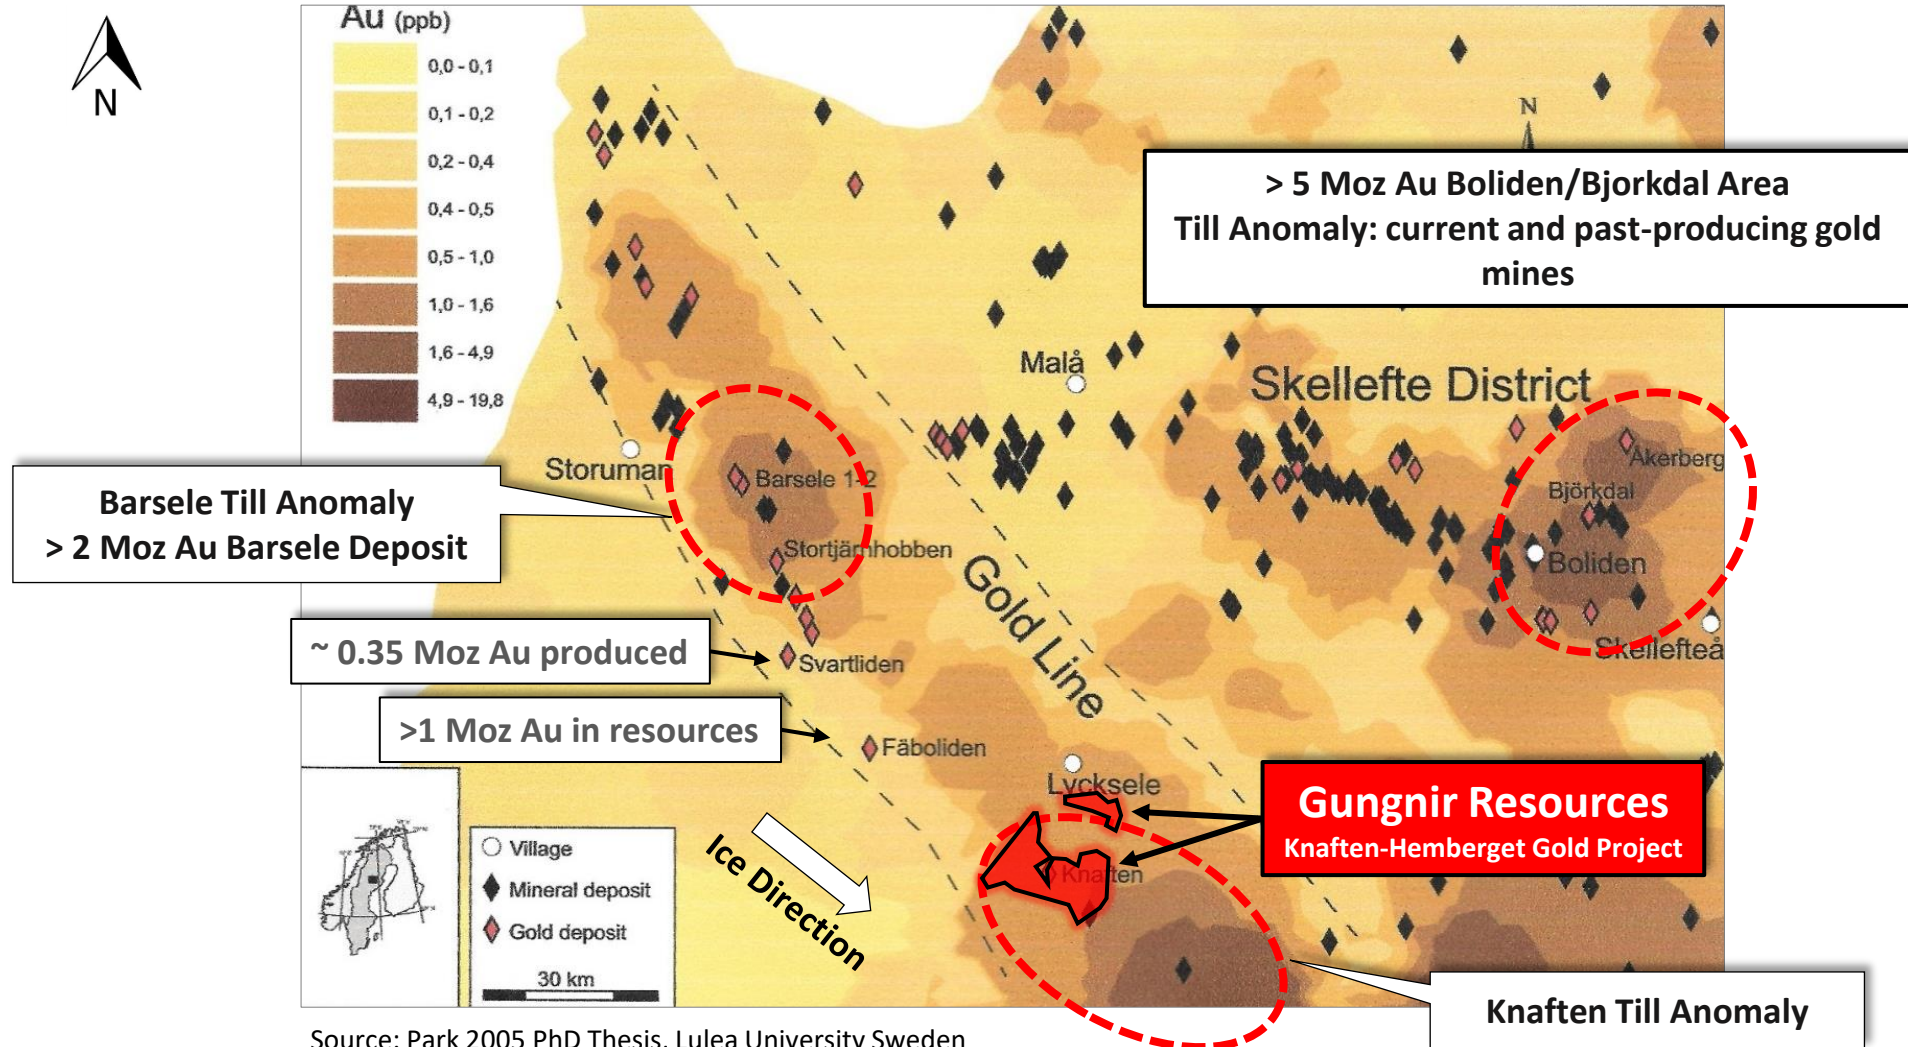 N
Au (ppb)
0,0 - 0,1
0,1 - 0,2
0,2 - 0,4
0,4 - 0,5
0,5 - 1,0
1,0 - 1,6
1,6 - 4,9
4,9 - 19,8
N
> 5 Moz Au Boliden/Bjorkdal Area
Till Anomaly: current and past-producing gold
mines
Malå
Skellefte District
Storuman
Barsele 1-2
Åkerberg
Björkdal
Barsele Till Anomaly
> 2 Moz Au Barsele Deposit
Stortjärnhobben
Boliden
Gold Line
~ 0.35 Moz Au produced
Svartliden
Skellefteå
>1 Moz Au in resources
Fäboliden
Lycksele
Gungnir Resources
Knaften-Hemberget Gold Project
Knaften
Ice Direction
Village
Mineral deposit
Gold deposit
30 km
Knaften Till Anomaly
Source: Park 2005 PhD Thesis, Lulea University Sweden